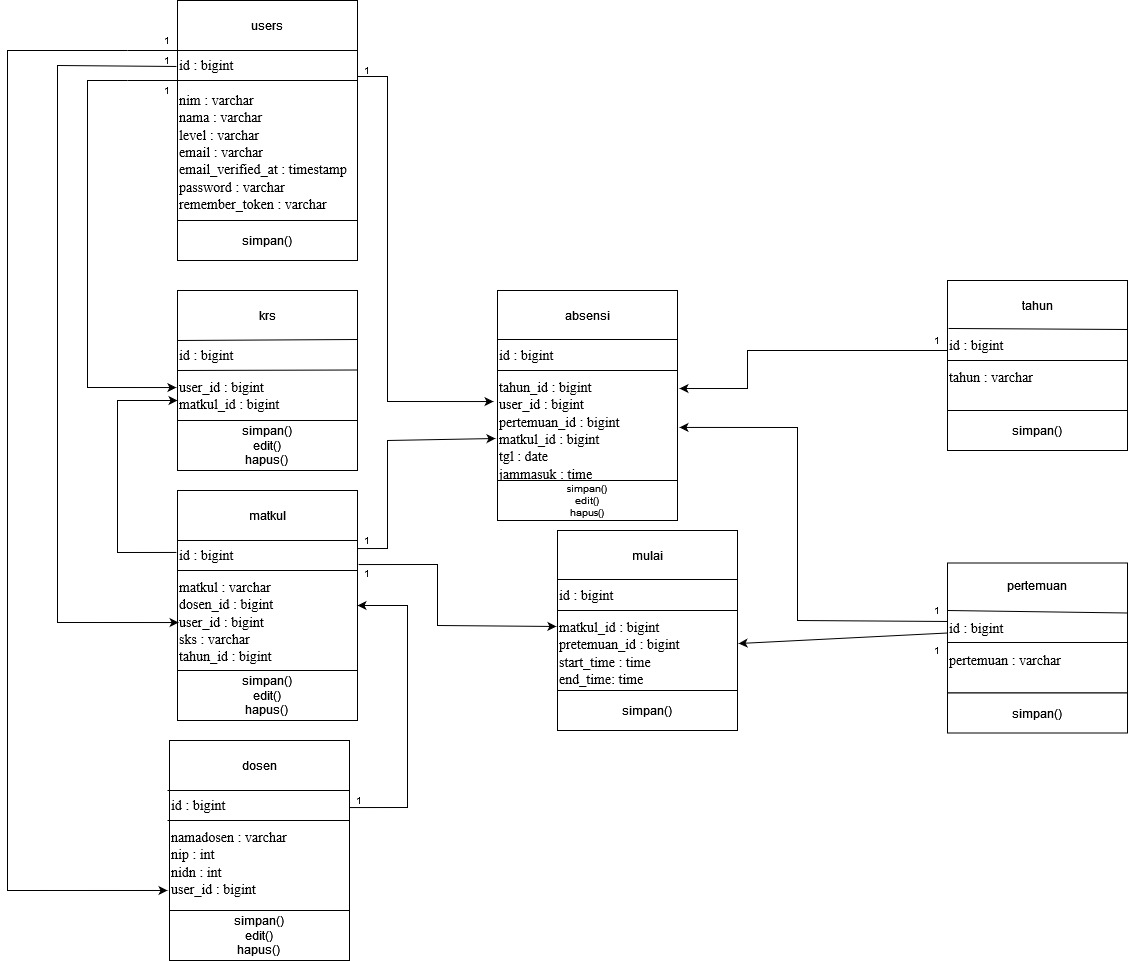 users
1
1
id : bigint
1
1
nim : varchar
nama : varchar
level : varchar
email : varchar
email_verified_at : timestamp
password : varchar
remember_token : varchar
simpan()
krs
id : bigint
user_id : bigint
matkul_id : bigint
simpan()
edit()
hapus()
absensi
id : bigint
tahun_id : bigint
user_id : bigint
pertemuan_id : bigint
matkul_id : bigint
tgl : date
jammasuk : time
simpan()
edit()
hapus()
tahun
1
id : bigint
tahun : varchar
simpan()
matkul
1
id : bigint
1
matkul : varchar
dosen_id : bigint
user_id : bigint
sks : varchar
tahun_id : bigint
simpan()
edit()
hapus()
mulai
id : bigint
matkul_id : bigint
pretemuan_id : bigint
start_time : time
end_time: time
simpan()
pertemuan
1
id : bigint
1
pertemuan : varchar
simpan()
dosen
id : bigint
1
namadosen : varchar
nip : int
nidn : int
user_id : bigint
simpan()
edit()
hapus()